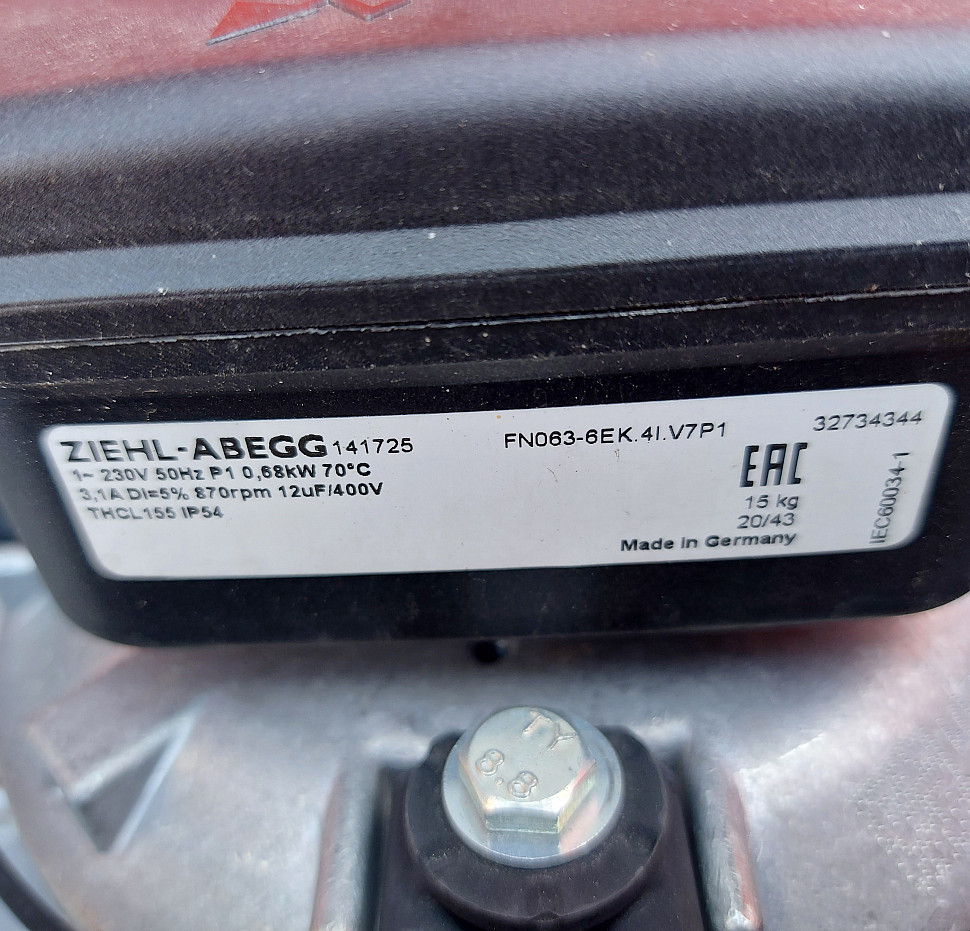 ZIEHL-ABEGG 141725 FN063-6EK.4I.V7P1 32734344
1~ 230V 50Hz P1 0,68kW 70°C
3,1A DI=5% 870rpm 12uF/400V
THCL155 IP54
EAC
15 kg
20/43
Made in Germany
IEC60034-1
TY
8.8